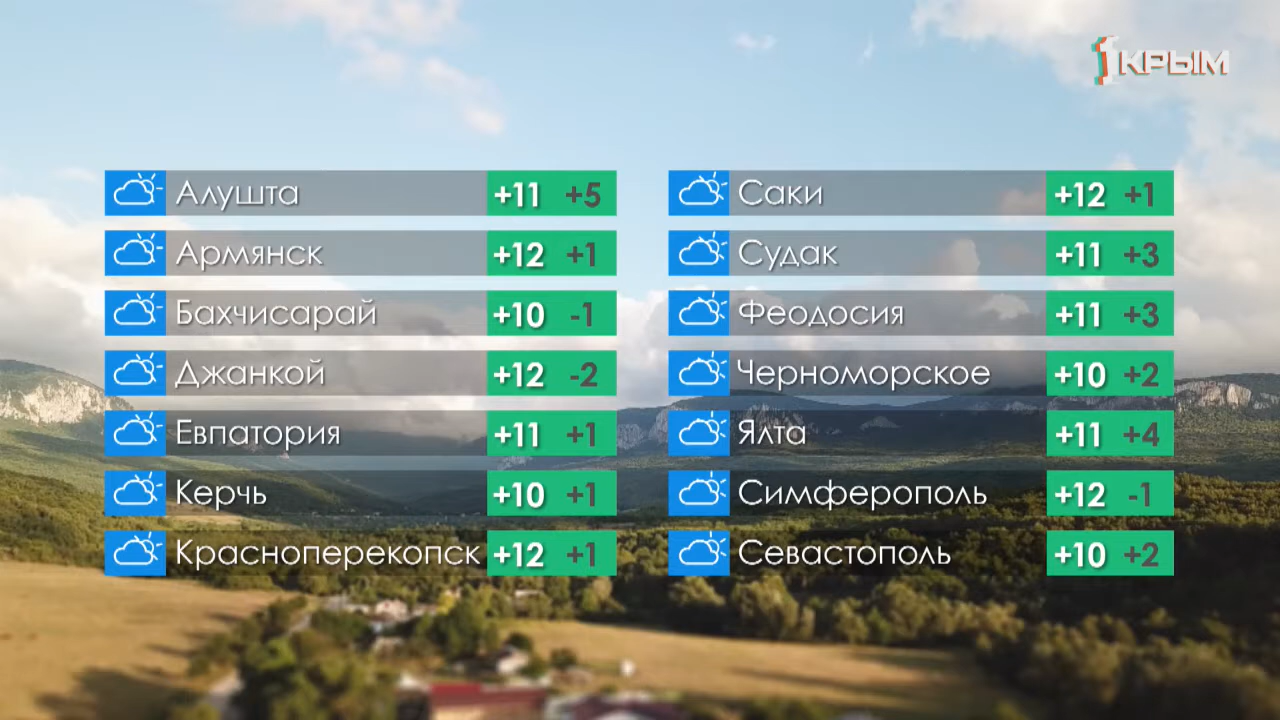 1КРЫМ
Алушта +11 +5
Армянск +12 +1
Бахчисарай +10 -1
Джанкой +12 -2
Евпатория +11 +1
Керчь +10 +1
Красноперекопск +12 +1
Саки +12 +1
Судак +11 +3
Феодосия +11 +3
Черноморское +10 +2
Ялта +11 +4
Симферополь +12 -1
Севастополь +10 +2